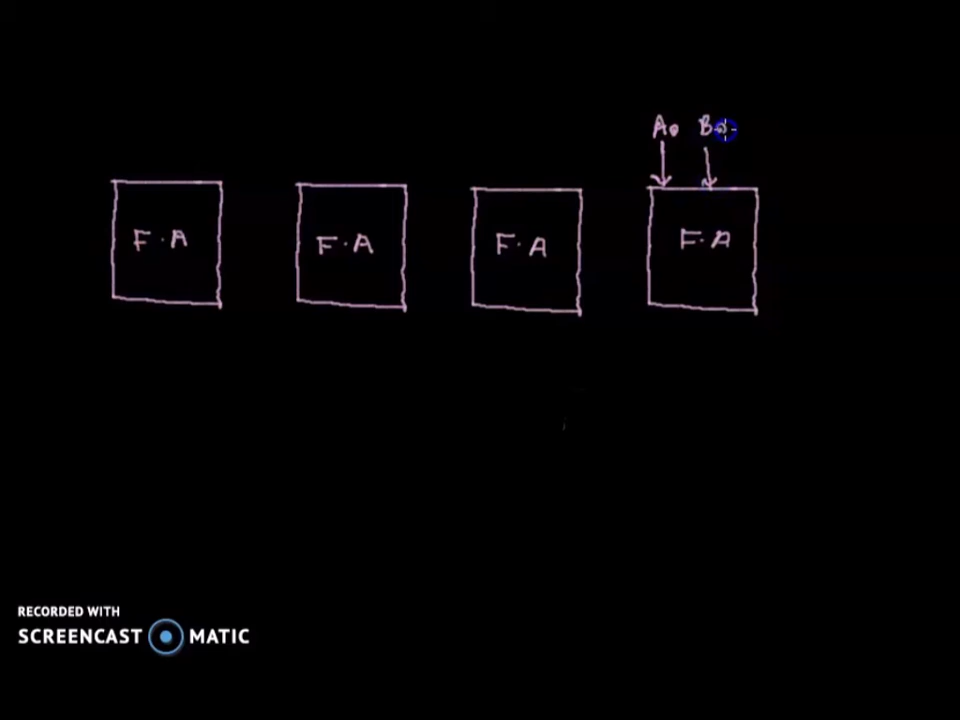 A0 B0
F.A F.A F.A F.A
RECORDED WITH
SCREENCAST MATIC